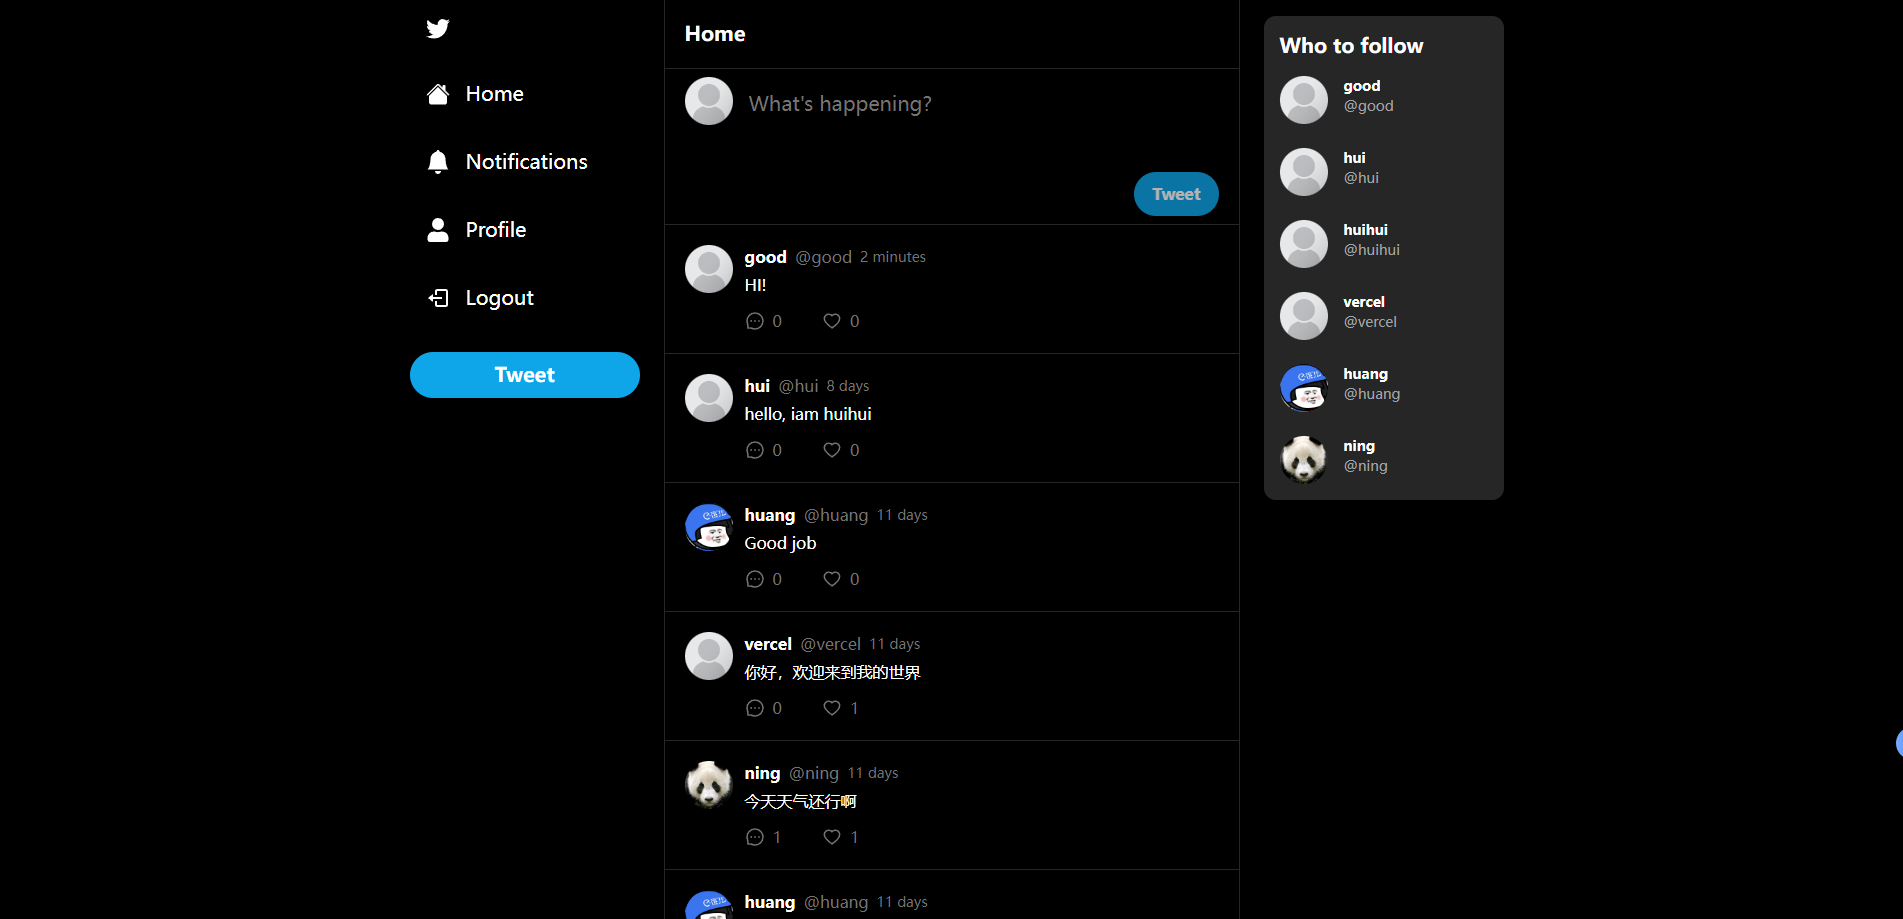 Home
Notifications
Profile
Logout
Tweet
Home
What's happening?
Tweet
good @good 2 minutes
HI!
0 0
hui @hui 8 days
hello, iam huihui
0 0
huang @huang 11 days
Good job
0 0
vercel @vercel 11 days
你好，欢迎来到我的世界
0 1
ning @ning 11 days
今天天气还行啊
1 1
huang @huang 11 days
Who to follow
good
@good
hui
@hui
huihui
@huihui
vercel
@vercel
huang
@huang
ning
@ning